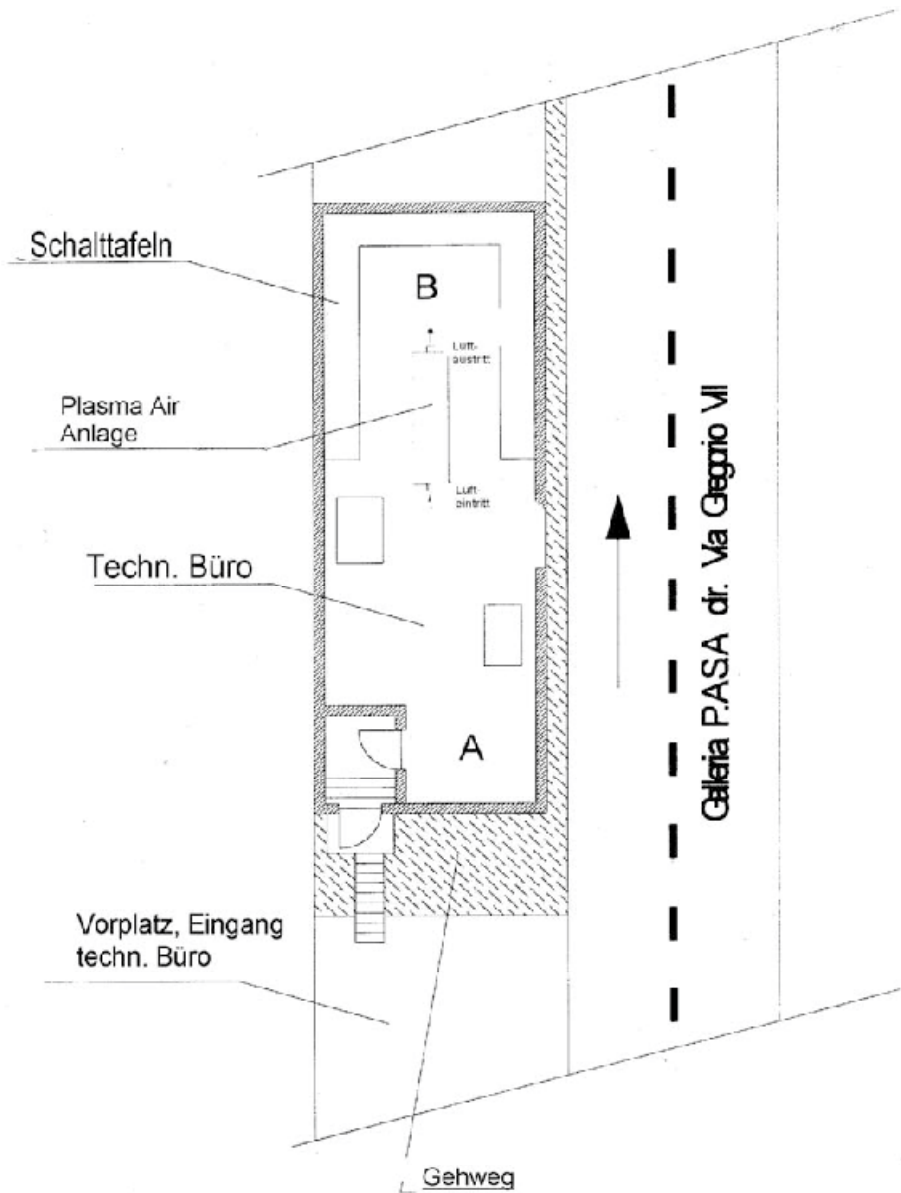 Schalttafeln
B
Luft-
austritt
Plasma Air
Anlage
Luft-
eintritt
Techn. Büro
A
Galleria P.A.S.A dr. Via Gregorio VII
Vorplatz, Eingang
techn. Büro
Gehweg